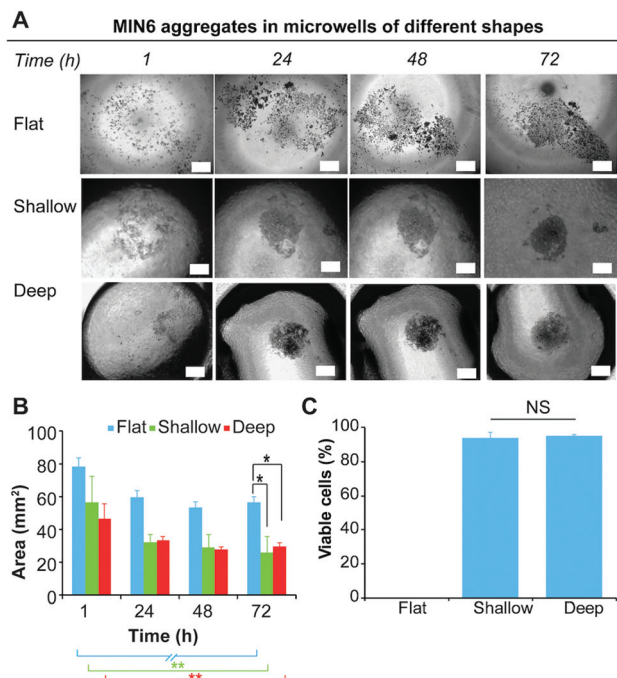 A
MIN6 aggregates in microwells of different shapes
Time (h) 1 24 48 72
Flat
Shallow
Deep
B
Flat Shallow Deep
Area (mm²)
80
60
40
20
0
* 
*
1 24 48 72
Time (h)
**
**
C
NS
Viable cells (%)
100
80
60
40
20
0
Flat Shallow Deep